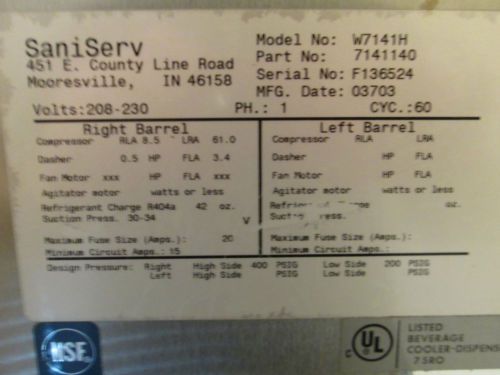 SaniServ
451 E. County Line Road
Mooresville, IN 46158
Model No: W7141H
Part No: 7141140
Serial No: F136524
MFG. Date: 03703
Volts:208-230 PH.: 1 CYC.:60
Right Barrel
Compressor RLA 8.5 LRA 61.0
Dasher 0.5 HP FLA 3.4
Fan Motor xxx HP FLA xxx
Agitator motor watts or less
Refrigerant Charge R404a 42 oz.
Suction Press. 30-34 V
Maximum Fuse Size (Amps.): 20
Minimum Circuit Amps.: 15
Left Barrel
Compressor RLA LRA
Dasher HP FLA
Fan Motor HP FLA
Agitator motor watts or less
oz.
Maximum Fuse Size (Amps.):
Minimum Circuit Amps.:
Design Pressure: Right High Side 400 PSIG Low Side 200 PSIG
Left High Side PSIG Low Side PSIG
NSF
C UL
LISTED
BEVERAGE
COOLER-DISPENS
75RO